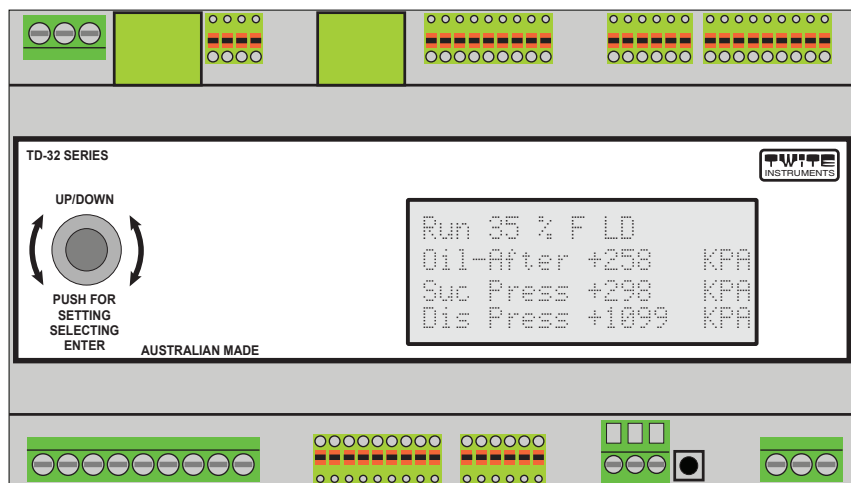 TD-32 SERIES
TWITE
INSTRUMENTS
UP/DOWN
PUSH FOR
SETTING
SELECTING
ENTER
AUSTRALIAN MADE
Run 35 % F LD
Oil-After +258 KPA
Suc Press +298 KPA
Dis Press +1099 KPA